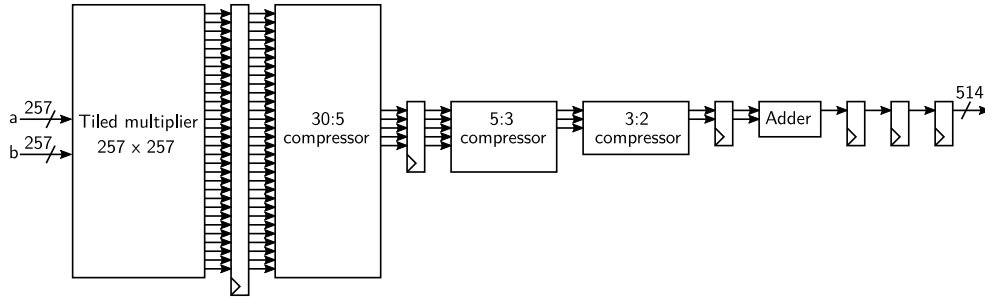 257
a
257
b
Tiled multiplier
257 x 257
30:5
compressor
5:3
compressor
3:2
compressor
Adder
514